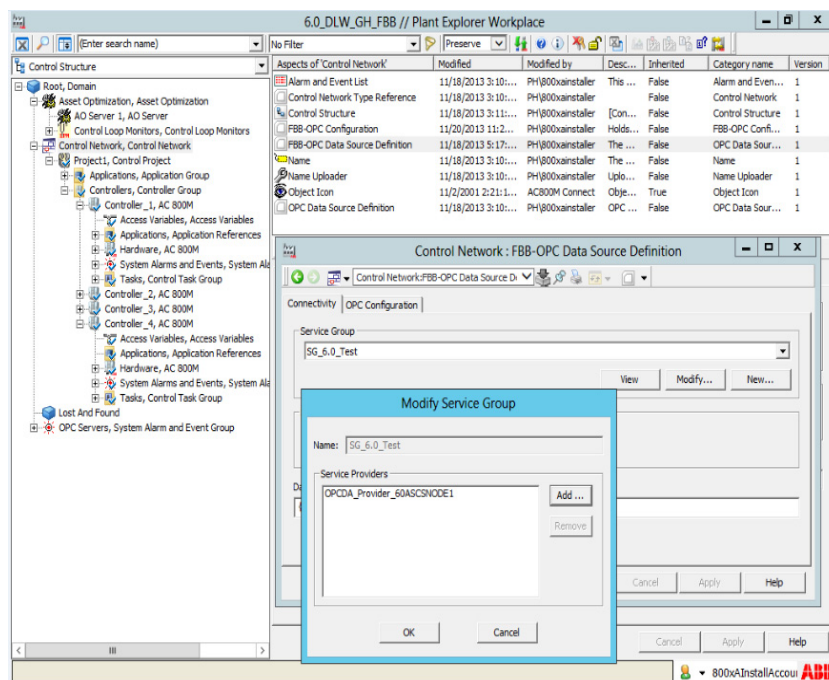 6.0_DLW_GH_FBB // Plant Explorer Workplace
(Enter search name)
No Filter
Preserve
Control Structure
Root, Domain
Asset Optimization, Asset Optimization
AO Server 1, AO Server
Control Loop Monitors, Control Loop Monitors
Control Network, Control Network
Project1, Control Project
Applications, Application Group
Controllers, Controller Group
Controller_1, AC 800M
Access Variables, Access Variables
Applications, Application References
Hardware, AC 800M
System Alarms and Events, System Ala
Tasks, Control Task Group
Controller_2, AC 800M
Controller_3, AC 800M
Controller_4, AC 800M
Access Variables, Access Variables
Applications, Application References
Hardware, AC 800M
System Alarms and Events, System Ala
Tasks, Control Task Group
Lost And Found
OPC Servers, System Alarm and Event Group
Aspects of 'Control Network' Modified Modified by Desc... Inherited Category name Version
Alarm and Event List 11/18/2013 3:10:... PH\800xainstaller This ... False Alarm and Even... 1
Control Network Type Reference 11/18/2013 3:10:... PH\800xainstaller False Control Network 1
Control Structure 11/18/2013 3:11:... PH\800xainstaller [Con... False Control Structure 1
FBB-OPC Configuration 11/20/2013 11:2... PH\800xainstaller Holds... False FBB-OPC Confi... 1
FBB-OPC Data Source Definition 11/18/2013 5:17:... PH\800xainstaller The ... False OPC Data Sour... 1
Name 11/18/2013 3:10:... PH\800xainstaller The ... False Name 1
Name Uploader 11/18/2013 3:10:... PH\800xainstaller Uplo... False Name Uploader 1
Object Icon 11/2/2001 2:21:1... AC800M Connect Obje... True Object Icon 1
OPC Data Source Definition 11/18/2013 3:10:... PH\800xainstaller OPC ... False OPC Data Sour... 1
Control Network : FBB-OPC Data Source Definition
Control Network:FBB-OPC Data Source D
Connectivity OPC Configuration
Service Group
SG_6.0_Test
View Modify... New...
Modify Service Group
Name: SG_6.0_Test
Service Providers
OPCDA_Provider_60ASCSNODE1
Add ...
Remove
OK Cancel
Cancel Apply Help
Cancel Apply Help
800xAInstallAccou ABB